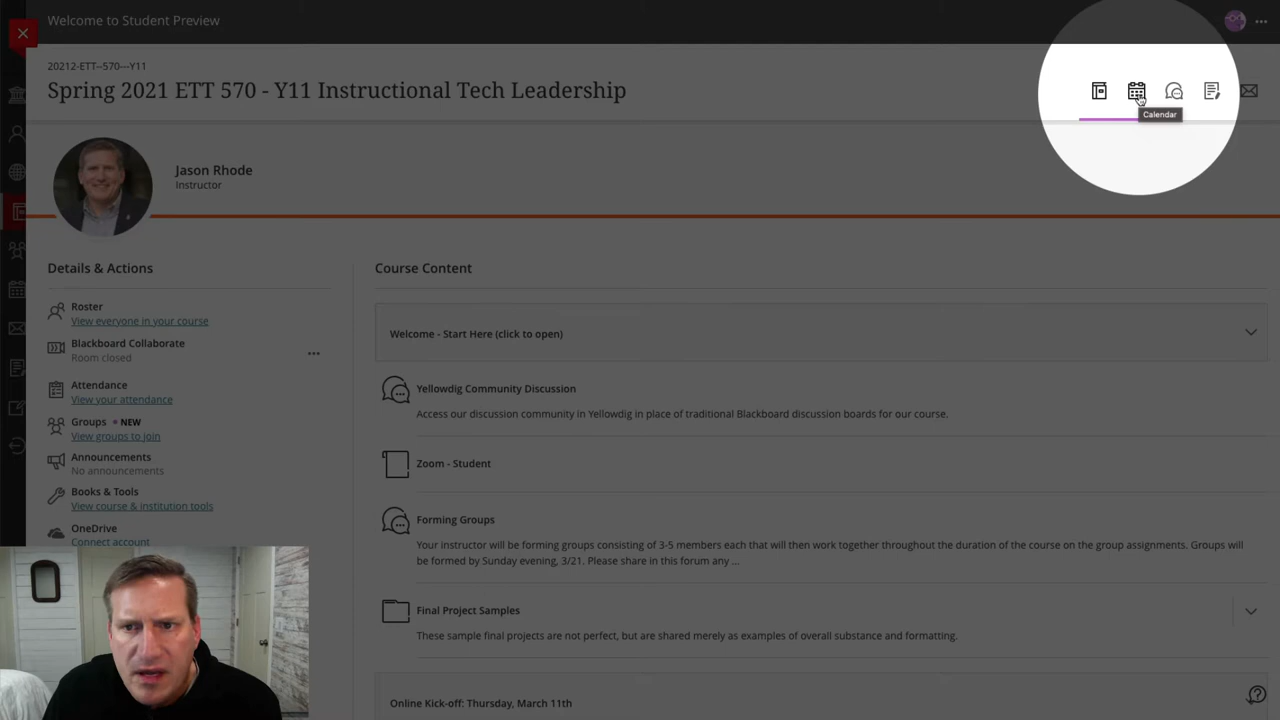 Welcome to Student Preview
20212-ETT--570---Y11
Spring 2021 ETT 570 - Y11 Instructional Tech Leadership
Calendar
Jason Rhode
Instructor
Details & Actions
Roster
View everyone in your course
Blackboard Collaborate
Room closed
Attendance
View your attendance
Groups • NEW
View groups to join
Announcements
No announcements
Books & Tools
View course & institution tools
OneDrive
Connect account
Course Content
Welcome - Start Here (click to open)
Yellowdig Community Discussion
Access our discussion community in Yellowdig in place of traditional Blackboard discussion boards for our course.
Zoom - Student
Forming Groups
Your instructor will be forming groups consisting of 3-5 members each that will then work together throughout the duration of the course on the group assignments. Groups will
be formed by Sunday evening, 3/21. Please share in this forum any ...
Final Project Samples
These sample final projects are not perfect, but are shared merely as examples of overall substance and formatting.
Online Kick-off: Thursday, March 11th